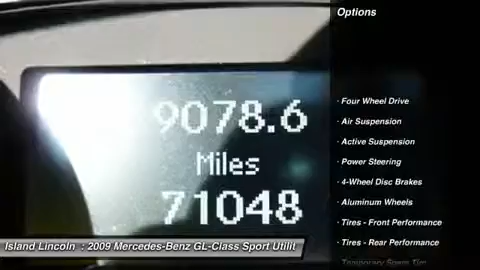 Options
9078.6
Miles
71048
· Four Wheel Drive
· Air Suspension
· Active Suspension
· Power Steering
· 4-Wheel Disc Brakes
· Aluminum Wheels
· Tires - Front Performance
· Tires - Rear Performance
Island Lincoln : 2009 Mercedes-Benz GL-Class Sport Utilit